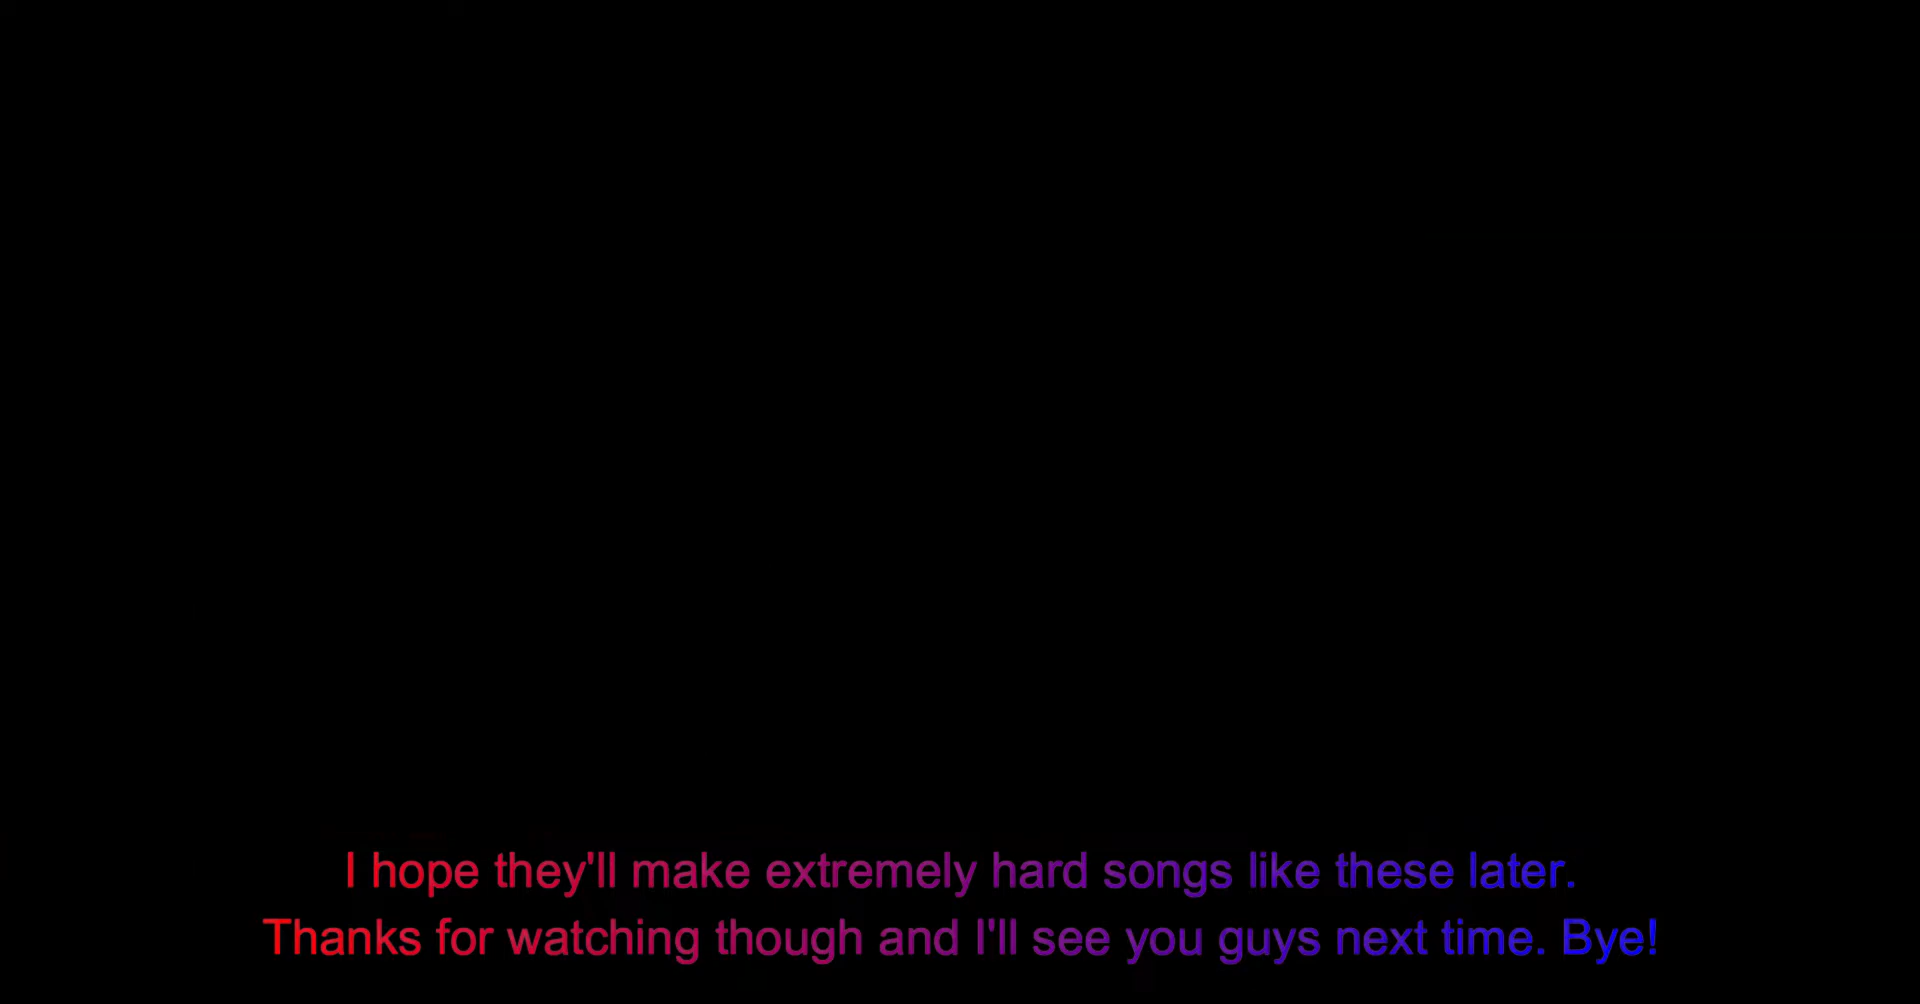 I hope they'll make extremely hard songs like these later.
Thanks for watching though and I'll see you guys next time. Bye!